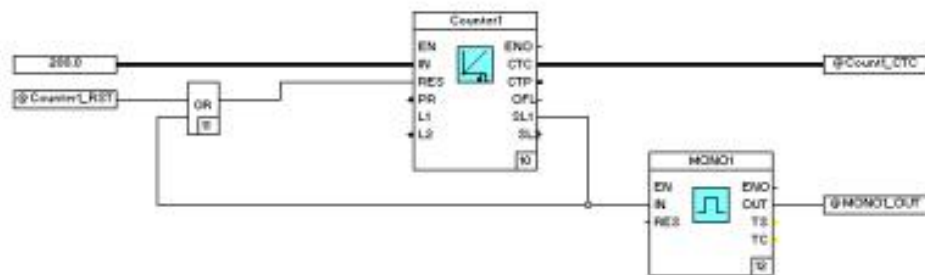 Counter1
EN ENO
200.0 IN CTC @Count1_CTC
RES CTP
@Counter1_RST OR PR OFL
L1 SL1
L2 SL
10
MONO1
EN ENO
IN OUT @MONO1_OUT
RES TS
TC